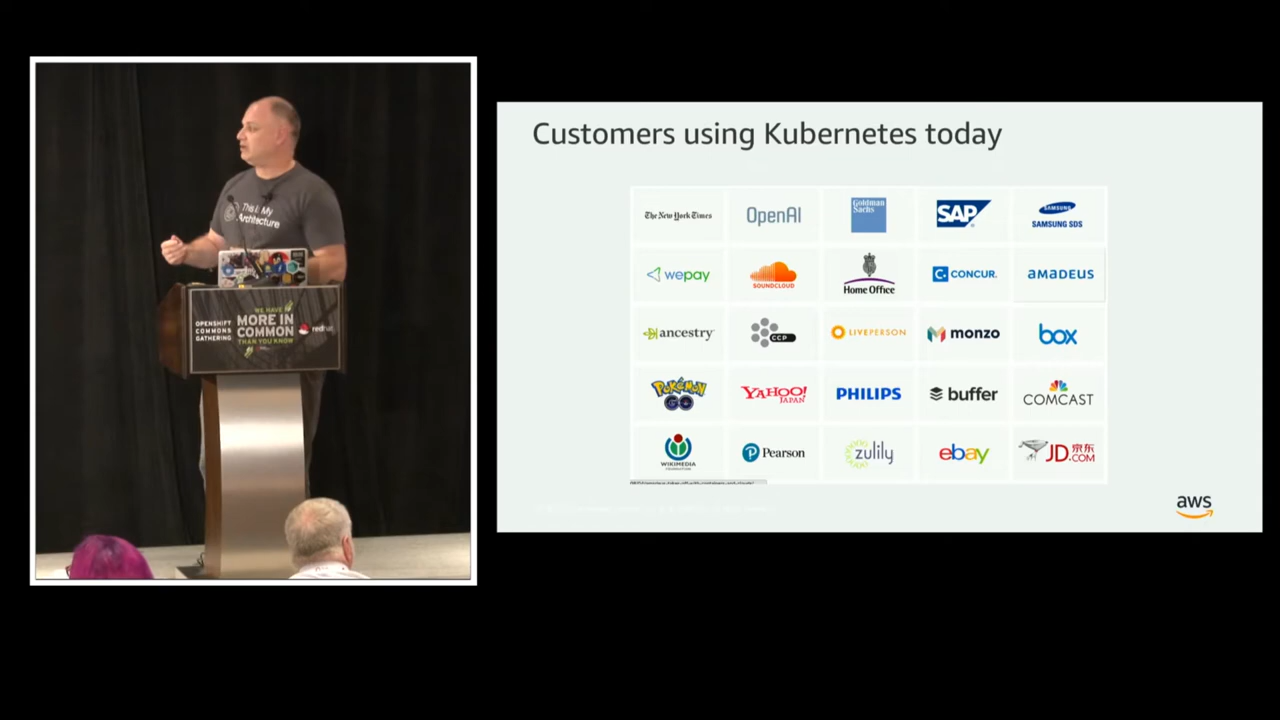 This Is My
Architecture
OPENSHIFT
COMMONS
GATHERING
WE HAVE
MORE IN
COMMON
THAN YOU KNOW
redhat
Customers using Kubernetes today
The New York Times
OpenAI
Goldman
Sachs
SAP
SAMSUNG
SAMSUNG SDS
wepay
SOUNDCLOUD
Home Office
C. CONCUR.
aMaDEUS
ancestry
CCP
LIVEPERSON
monzo
box
POKÉMON
GO
YAHOO!
JAPAN
PHILIPS
buffer
COMCAST
WIKIMEDIA
Pearson
zulily
ebay
JD.京东
.COM
aws